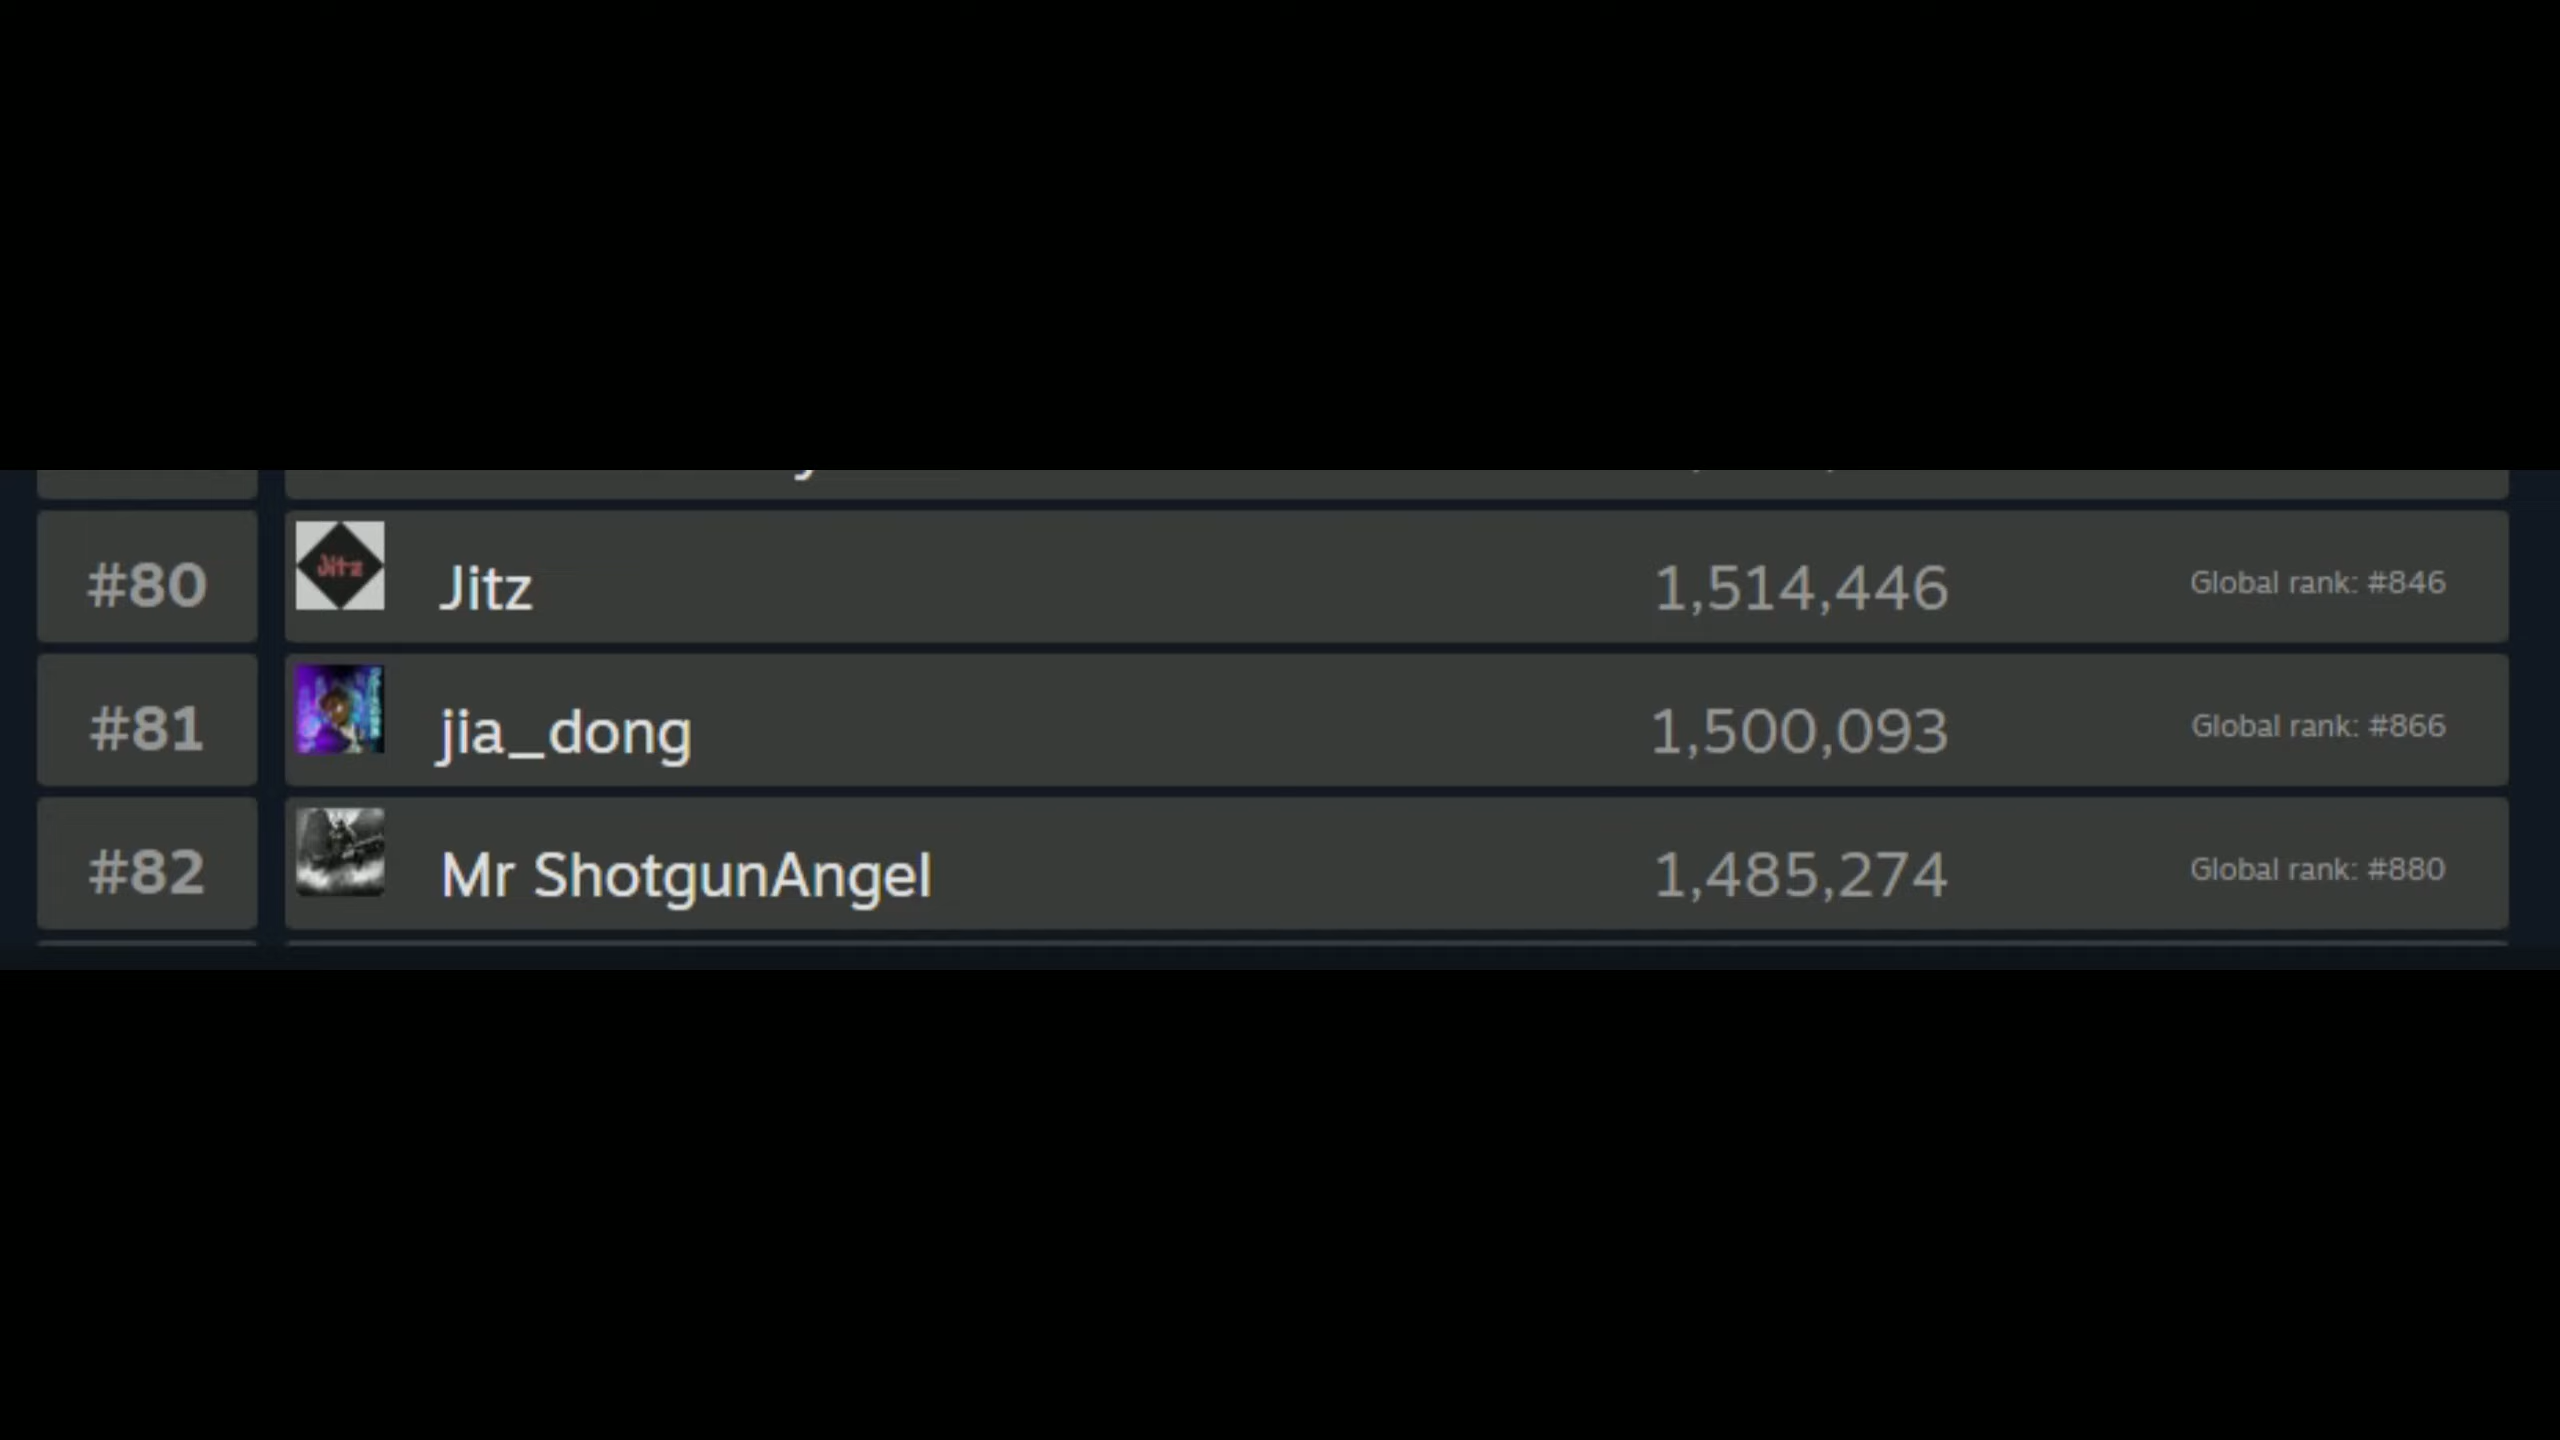 #80 Jitz Jitz 1,514,446 Global rank: #846
#81 jia_dong 1,500,093 Global rank: #866
#82 Mr ShotgunAngel 1,485,274 Global rank: #880